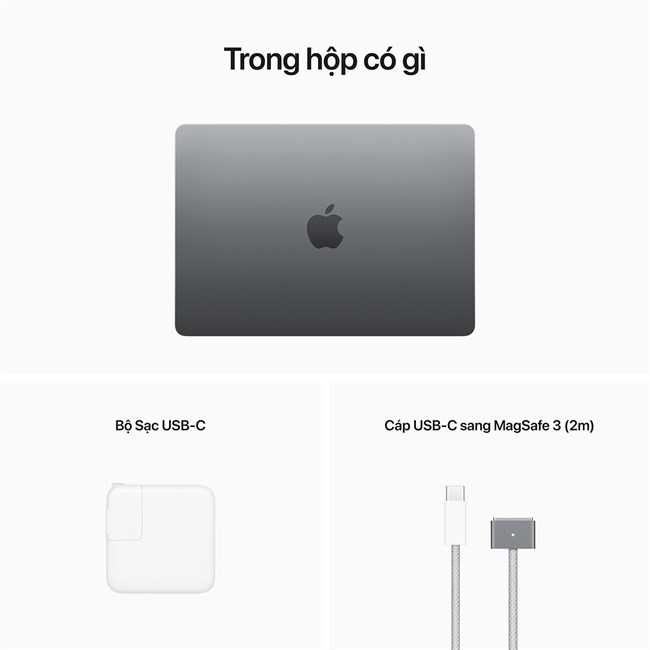 Trong hộp có gì
Bộ Sạc USB-C
Cáp USB-C sang MagSafe 3 (2m)